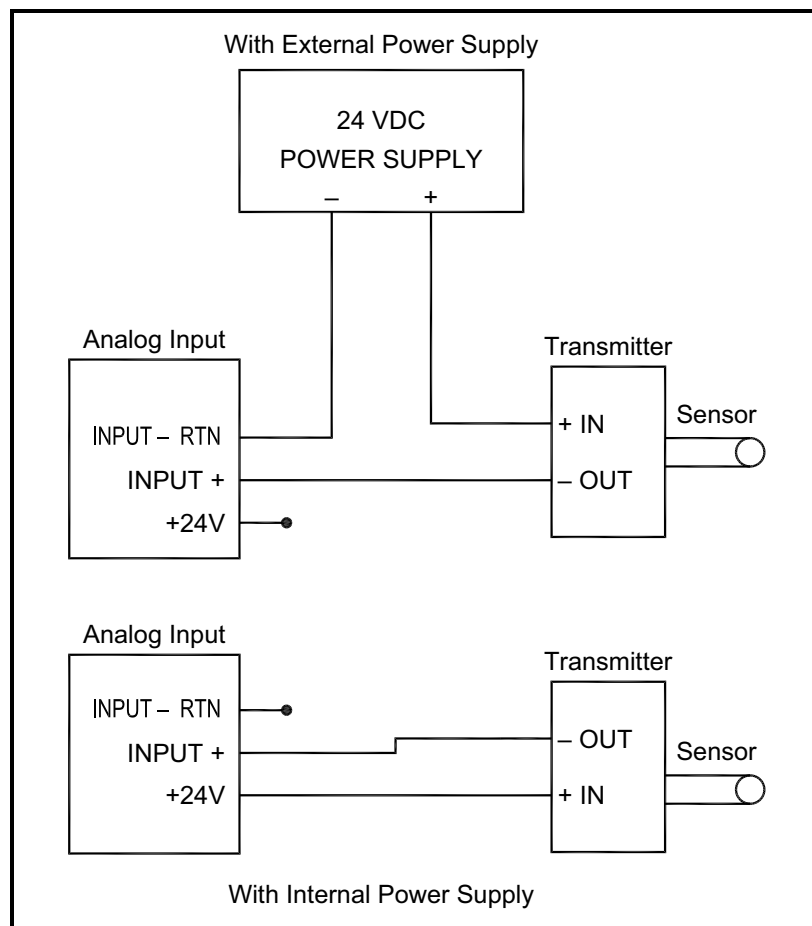 With External Power Supply
24 VDC
POWER SUPPLY
– +
Analog Input
Transmitter
INPUT – RTN
+ IN
Sensor
INPUT +
– OUT
+24V
Analog Input
Transmitter
INPUT – RTN
INPUT +
– OUT
Sensor
+24V
+ IN
With Internal Power Supply